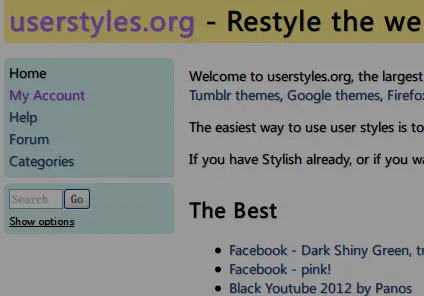 userstyles.org - Restyle the we
Home
My Account
Help
Forum
Categories
Search Go
Show options
Welcome to userstyles.org, the largest
Tumblr themes, Google themes, Firefox
The easiest way to use user styles is to
If you have Stylish already, or if you wa
The Best
Facebook - Dark Shiny Green, tr
Facebook - pink!
Black Youtube 2012 by Panos